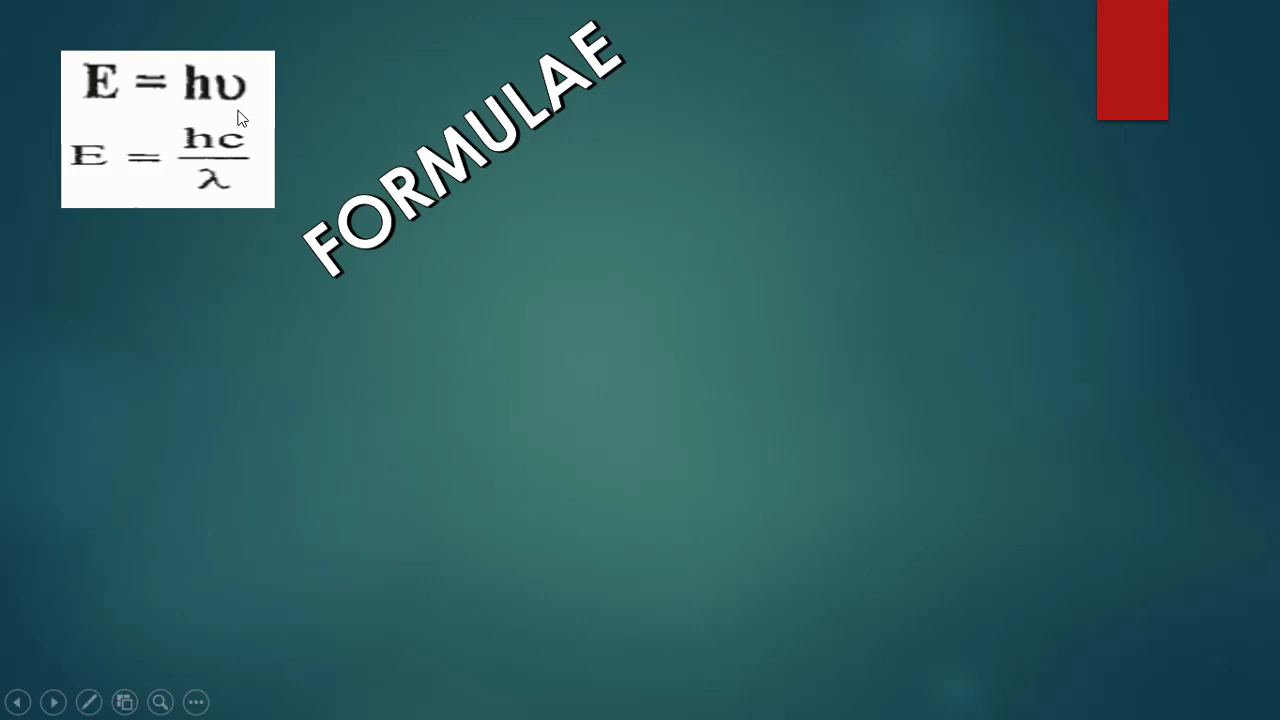 E = hυ
E = hc/λ
FORMULAE